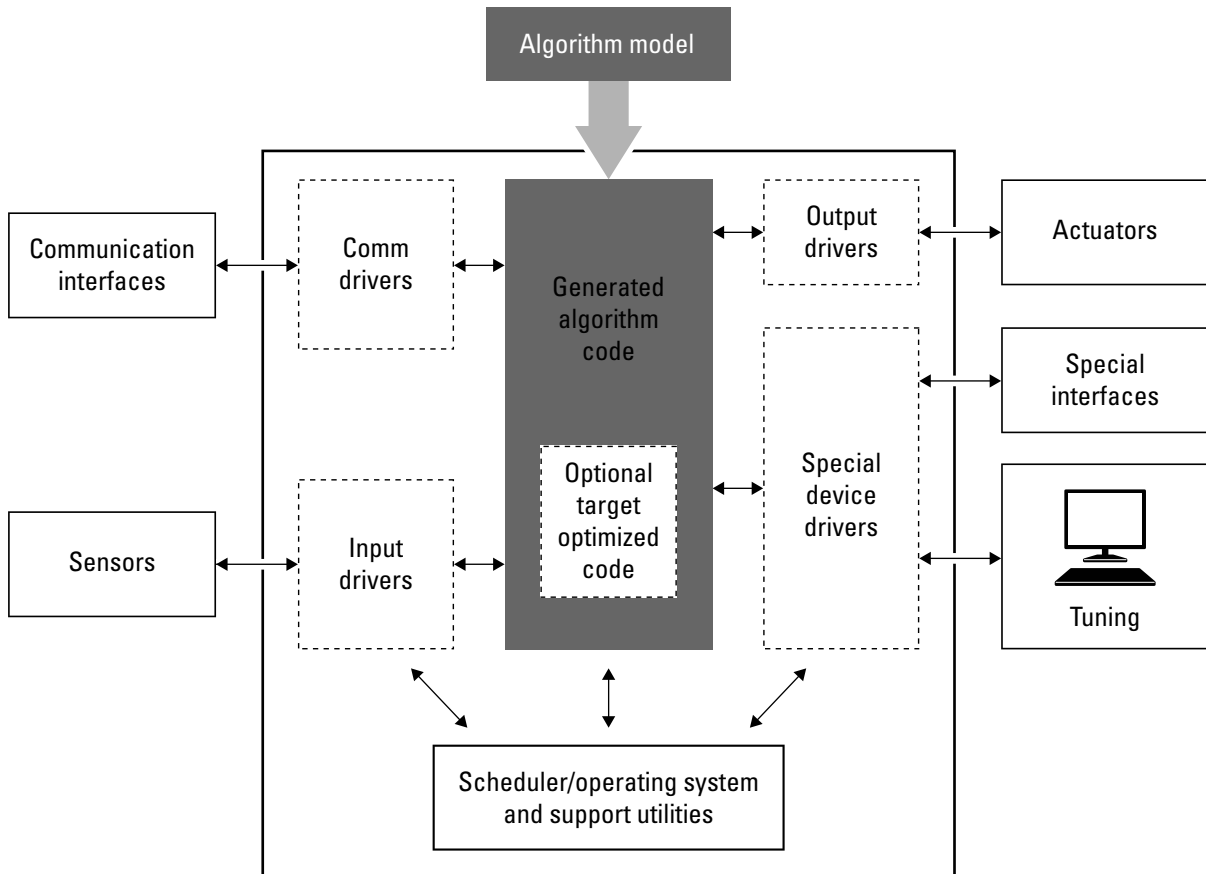 Algorithm model
Communication
interfaces
Comm
drivers
Generated
algorithm
code
Output
drivers
Actuators
Special
interfaces
Sensors
Input
drivers
Optional
target
optimized
code
Special
device
drivers
Tuning
Scheduler/operating system
and support utilities